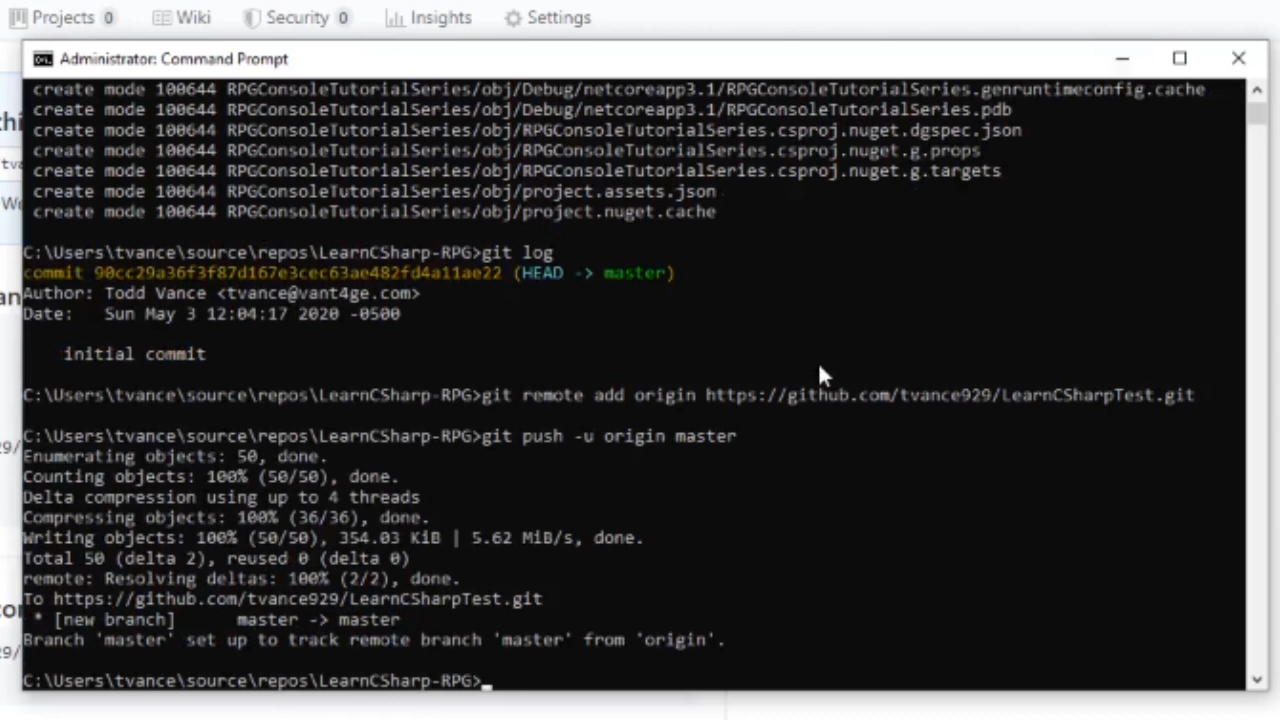 Projects 0 Wiki Security 0 Insights Settings
Administrator: Command Prompt
create mode 100644 RPGConsoleTutorialSeries/obj/Debug/netcoreapp3.1/RPGConsoleTutorialSeries.genruntimeconfig.cache
create mode 100644 RPGConsoleTutorialSeries/obj/Debug/netcoreapp3.1/RPGConsoleTutorialSeries.pdb
create mode 100644 RPGConsoleTutorialSeries/obj/RPGConsoleTutorialSeries.csproj.nuget.dgspec.json
create mode 100644 RPGConsoleTutorialSeries/obj/RPGConsoleTutorialSeries.csproj.nuget.g.props
create mode 100644 RPGConsoleTutorialSeries/obj/RPGConsoleTutorialSeries.csproj.nuget.g.targets
create mode 100644 RPGConsoleTutorialSeries/obj/project.assets.json
create mode 100644 RPGConsoleTutorialSeries/obj/project.nuget.cache
C:\Users\tvance\source\repos\LearnCSharp-RPG>git log
commit 90cc29a36f3f87d167e3cec63ae482fd4a11ae22 (HEAD -> master)
Author: Todd Vance <tvance@vant4ge.com>
Date: Sun May 3 12:04:17 2020 -0500
initial commit
C:\Users\tvance\source\repos\LearnCSharp-RPG>git remote add origin https://github.com/tvance929/LearnCSharpTest.git
C:\Users\tvance\source\repos\LearnCSharp-RPG>git push -u origin master
Enumerating objects: 50, done.
Counting objects: 100% (50/50), done.
Delta compression using up to 4 threads
Compressing objects: 100% (36/36), done.
Writing objects: 100% (50/50), 354.03 KiB | 5.62 MiB/s, done.
Total 50 (delta 2), reused 0 (delta 0)
remote: Resolving deltas: 100% (2/2), done.
To https://github.com/tvance929/LearnCSharpTest.git
* [new branch] master -> master
Branch 'master' set up to track remote branch 'master' from 'origin'.
C:\Users\tvance\source\repos\LearnCSharp-RPG>